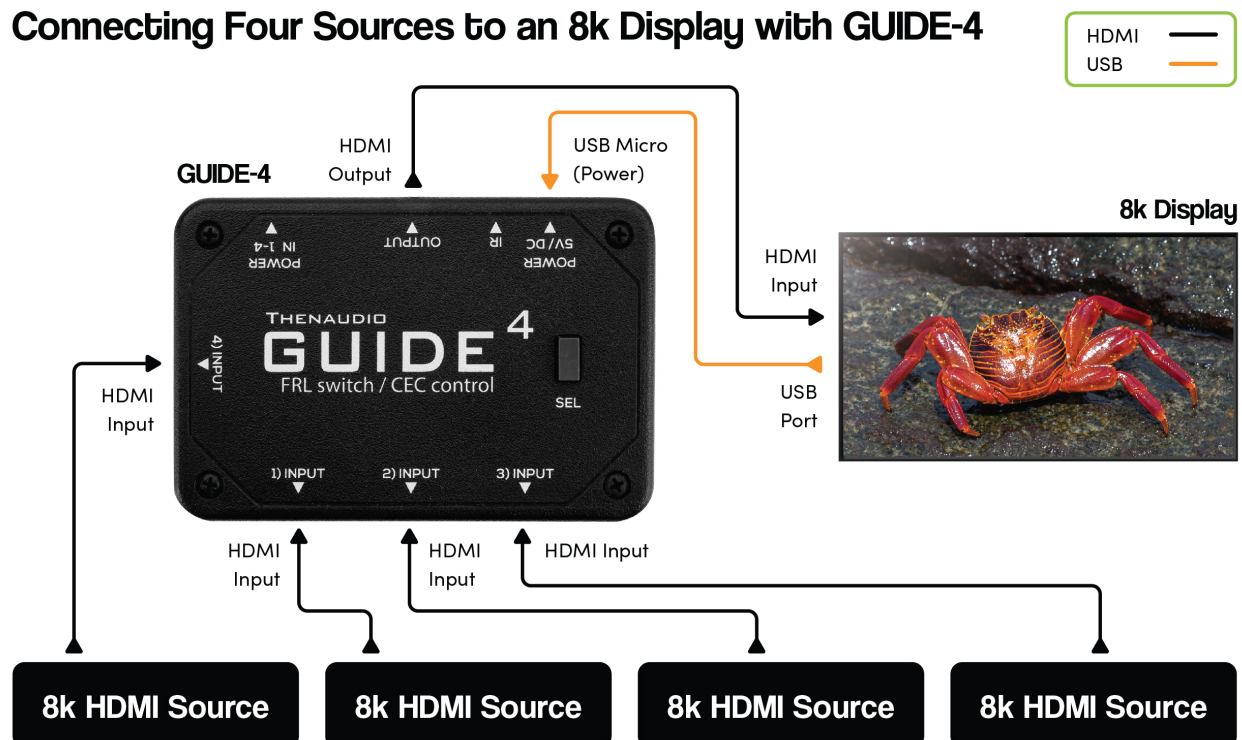 Connecting Four Sources to an 8k Display with GUIDE-4
HDMI
USB
HDMI
Output
USB Micro
(Power)
GUIDE-4
8k Display
POWER
IN 1-4
OUTPUT
IR
POWER
5V/DC
HDMI
Input
THENAUDIO
GUIDE 4
FRL switch / CEC control
4) INPUT
SEL
HDMI
Input
USB
Port
1) INPUT
2) INPUT
3) INPUT
HDMI
Input
HDMI
Input
HDMI Input
8k HDMI Source
8k HDMI Source
8k HDMI Source
8k HDMI Source